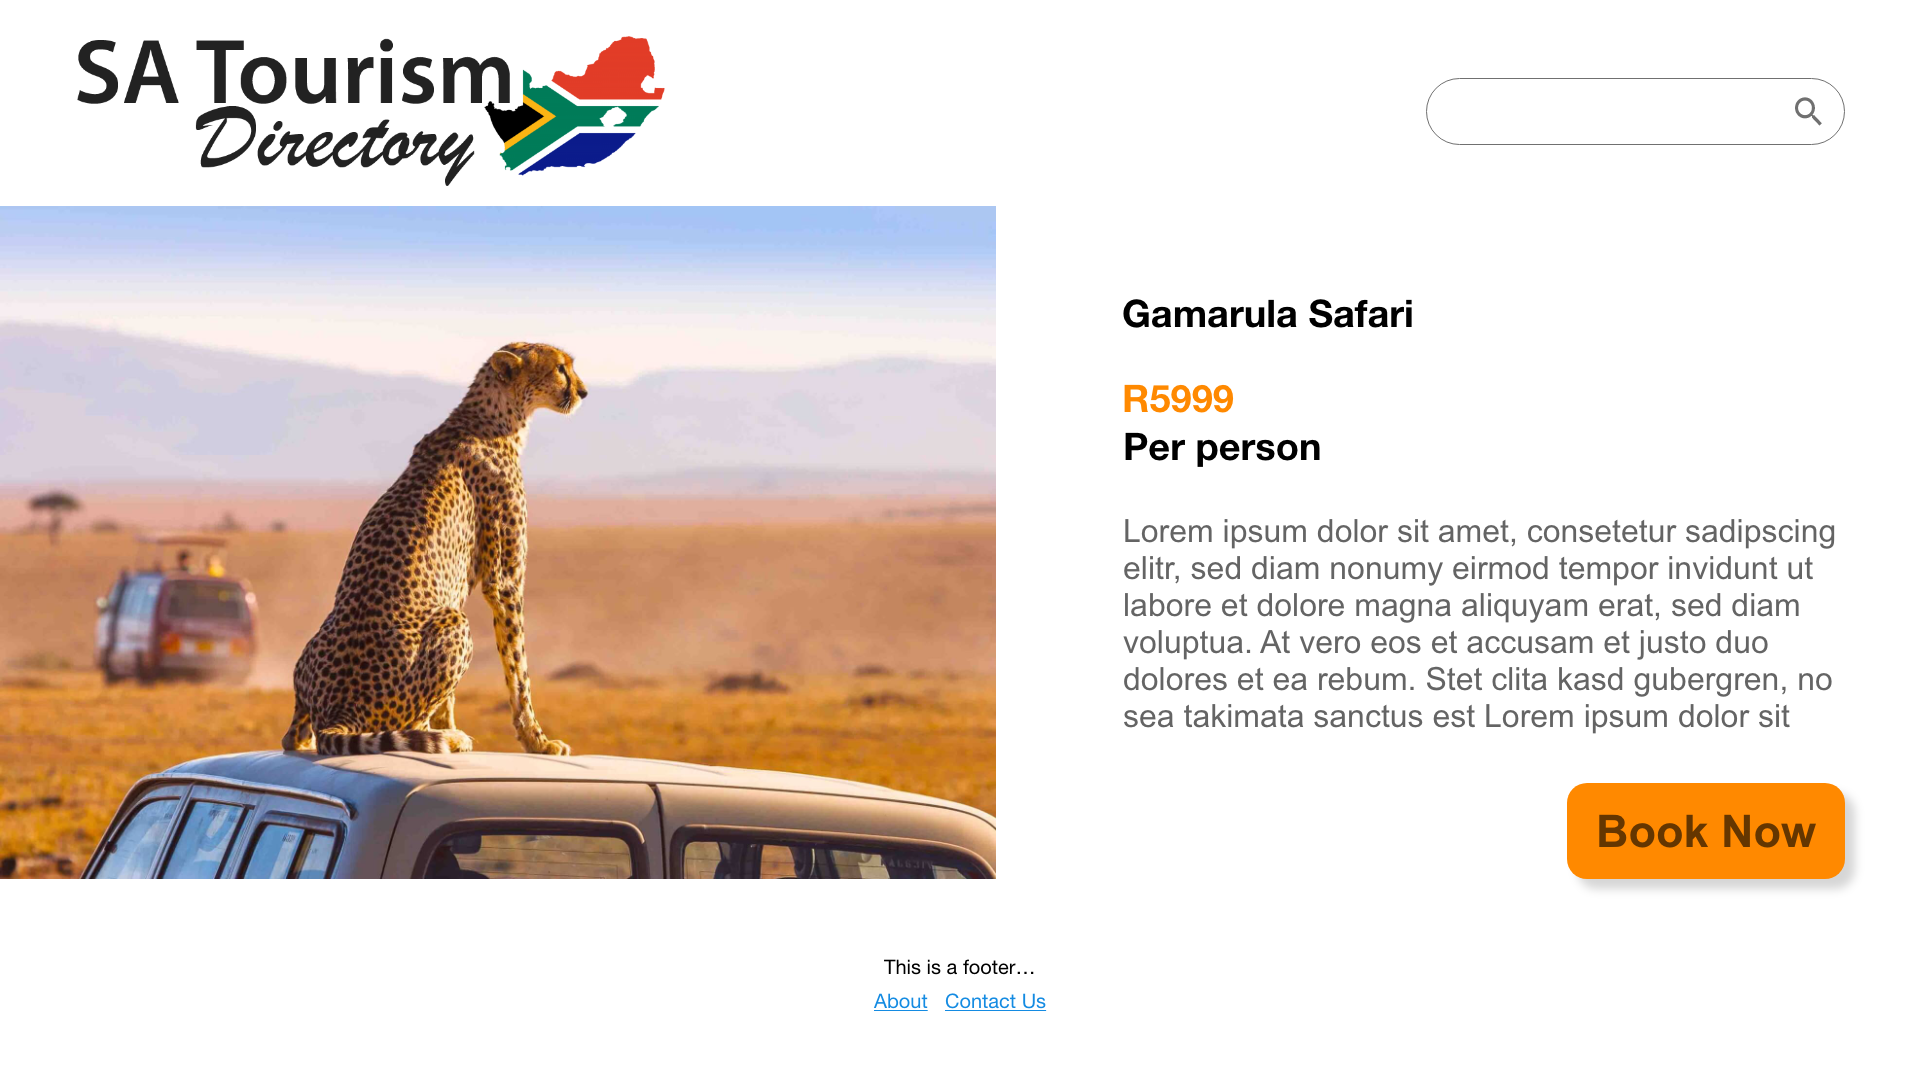 SA Tourism
Directory
Gamarula Safari
R5999
Per person
Lorem ipsum dolor sit amet, consetetur sadipscing
elitr, sed diam nonumy eirmod tempor invidunt ut
labore et dolore magna aliquyam erat, sed diam
voluptua. At vero eos et accusam et justo duo
dolores et ea rebum. Stet clita kasd gubergren, no
sea takimata sanctus est Lorem ipsum dolor sit
Book Now
This is a footer…
About Contact Us